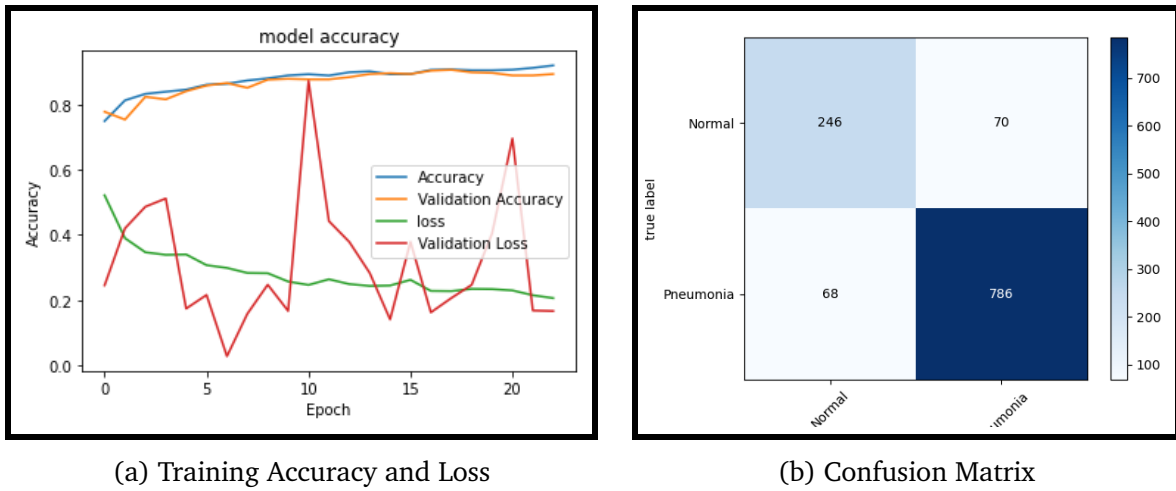 model accuracy
Accuracy
0.8
0.6
0.4
0.2
0.0
Accuracy
Validation Accuracy
loss
Validation Loss
0 5 10 15 20
Epoch
(a) Training Accuracy and Loss
true label
Normal 246 70
Pneumonia 68 786
Normal umonia
700
600
500
400
300
200
100
(b) Confusion Matrix